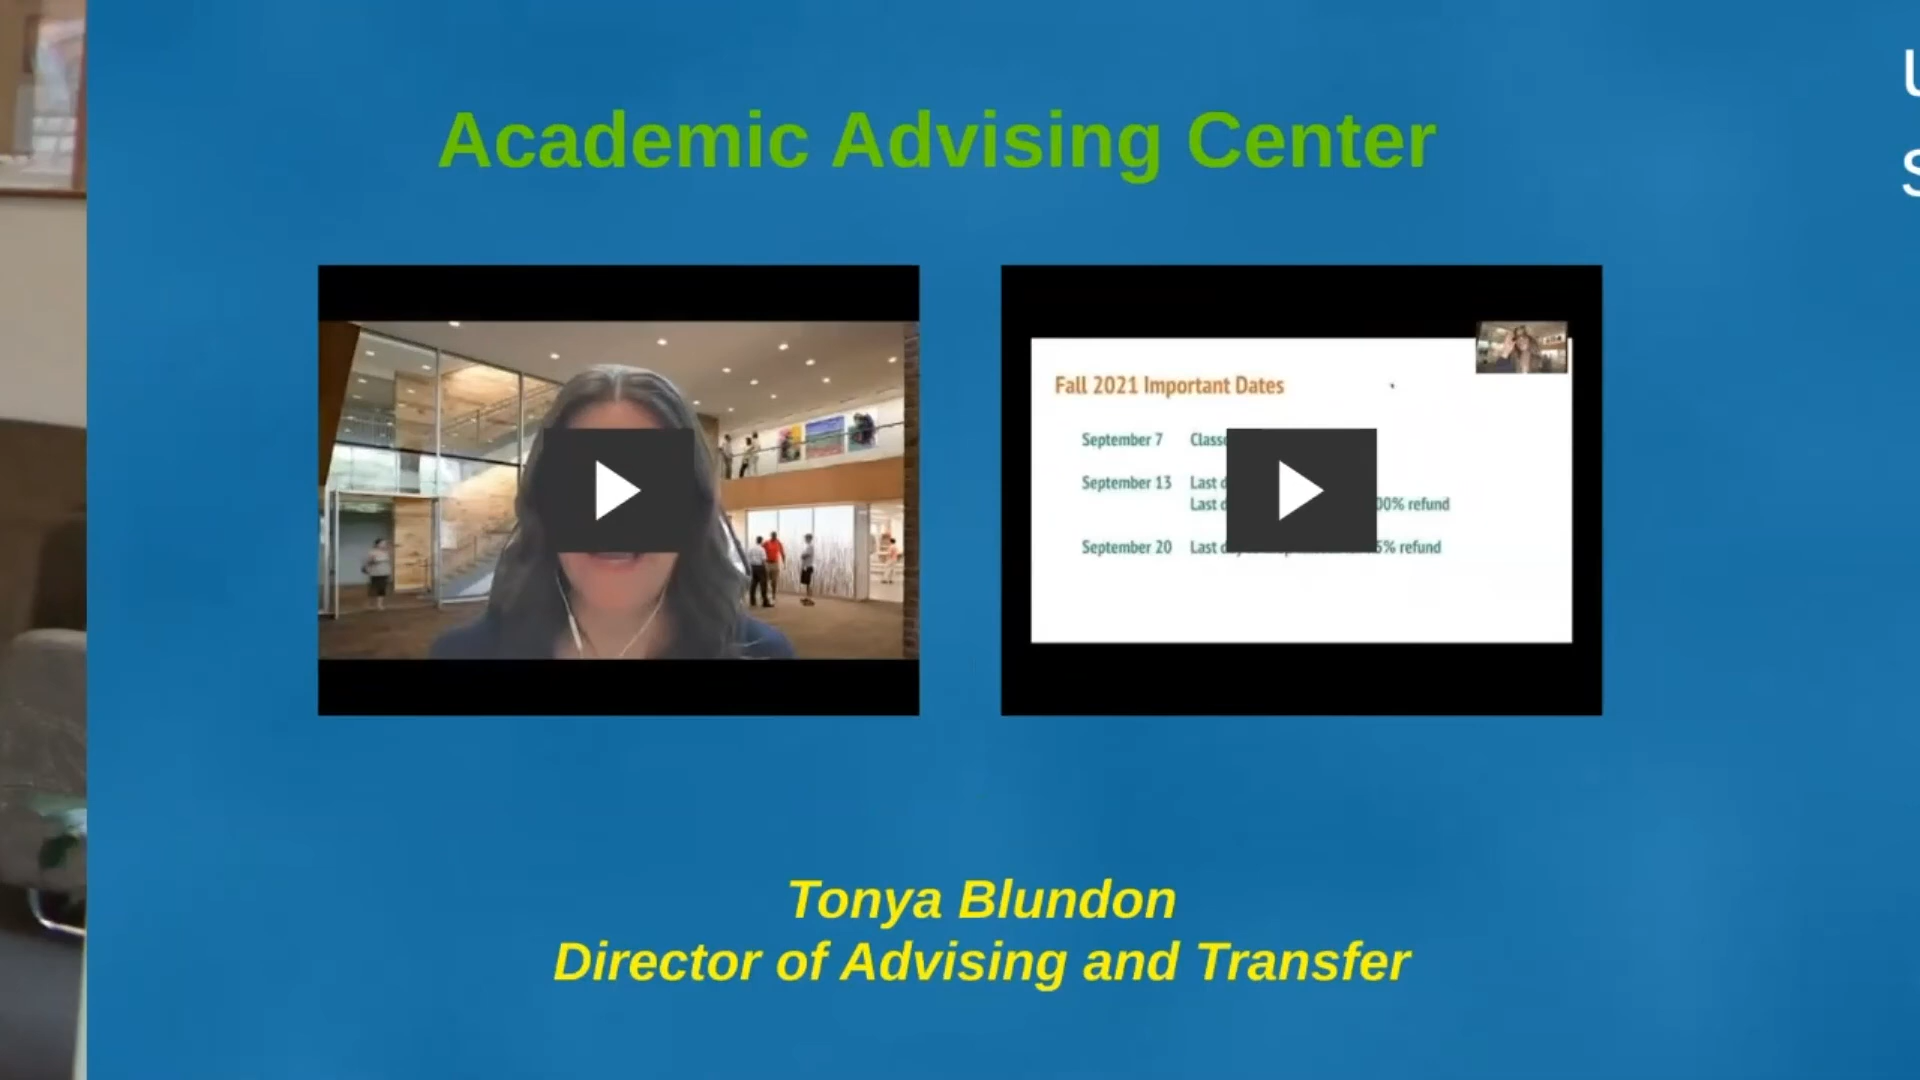 Academic Advising Center
Fall 2021 Important Dates
September 7
September 13 Last
Last 00% refund
September 20 Last 5% refund
Tonya Blundon
Director of Advising and Transfer